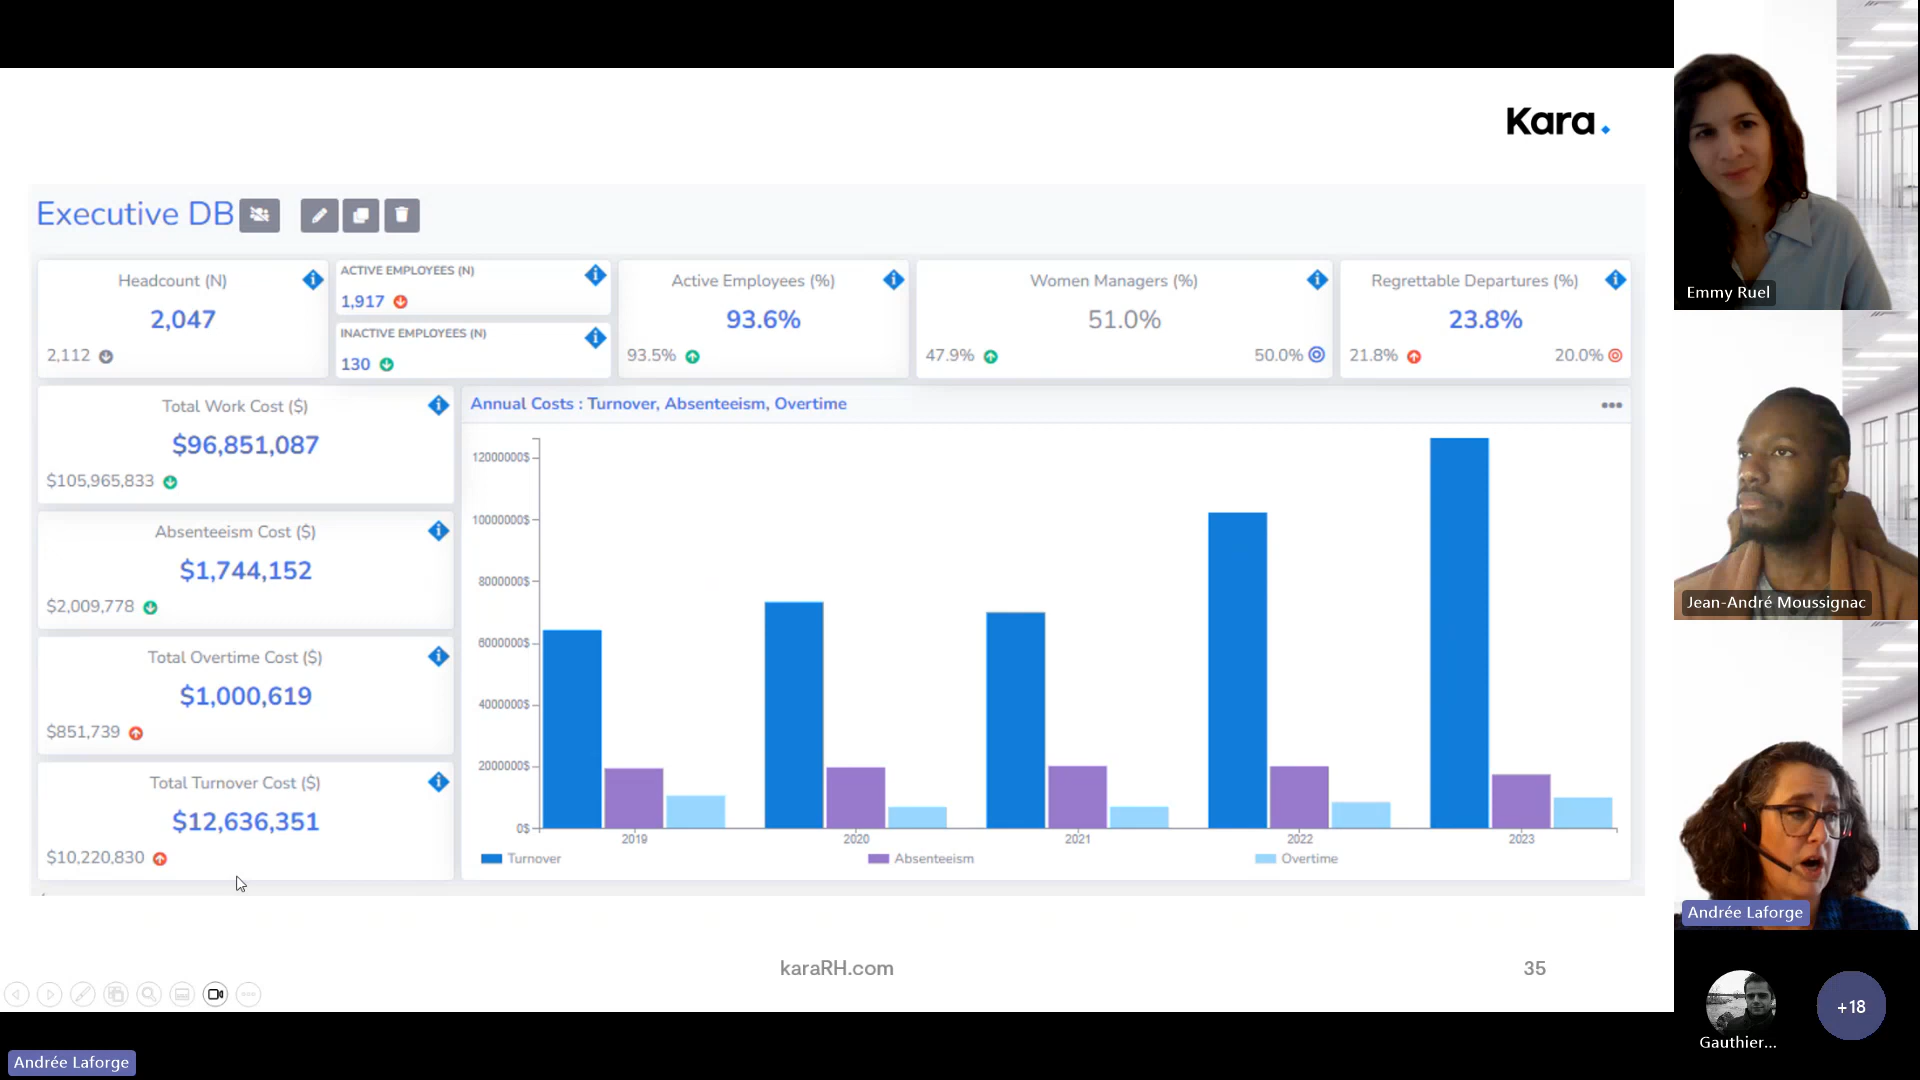 Kara.
Executive DB
Headcount (N)
2,047
2,112
ACTIVE EMPLOYEES (N)
1,917
INACTIVE EMPLOYEES (N)
130
Active Employees (%)
93.6%
93.5%
Women Managers (%)
51.0%
47.9%
50.0%
Regrettable Departures (%)
23.8%
21.8%
20.0%
Total Work Cost ($)
$96,851,087
$105,965,833
Absenteeism Cost ($)
$1,744,152
$2,009,778
Total Overtime Cost ($)
$1,000,619
$851,739
Total Turnover Cost ($)
$12,636,351
$10,220,830
Annual Costs : Turnover, Absenteeism, Overtime
12000000$
10000000$
8000000$
6000000$
4000000$
2000000$
0$
2019 2020 2021 2022 2023
Turnover Absenteeism Overtime
karaRH.com
35
Andrée Laforge
Emmy Ruel
Jean-André Moussignac
Andrée Laforge
Gauthier...
+18